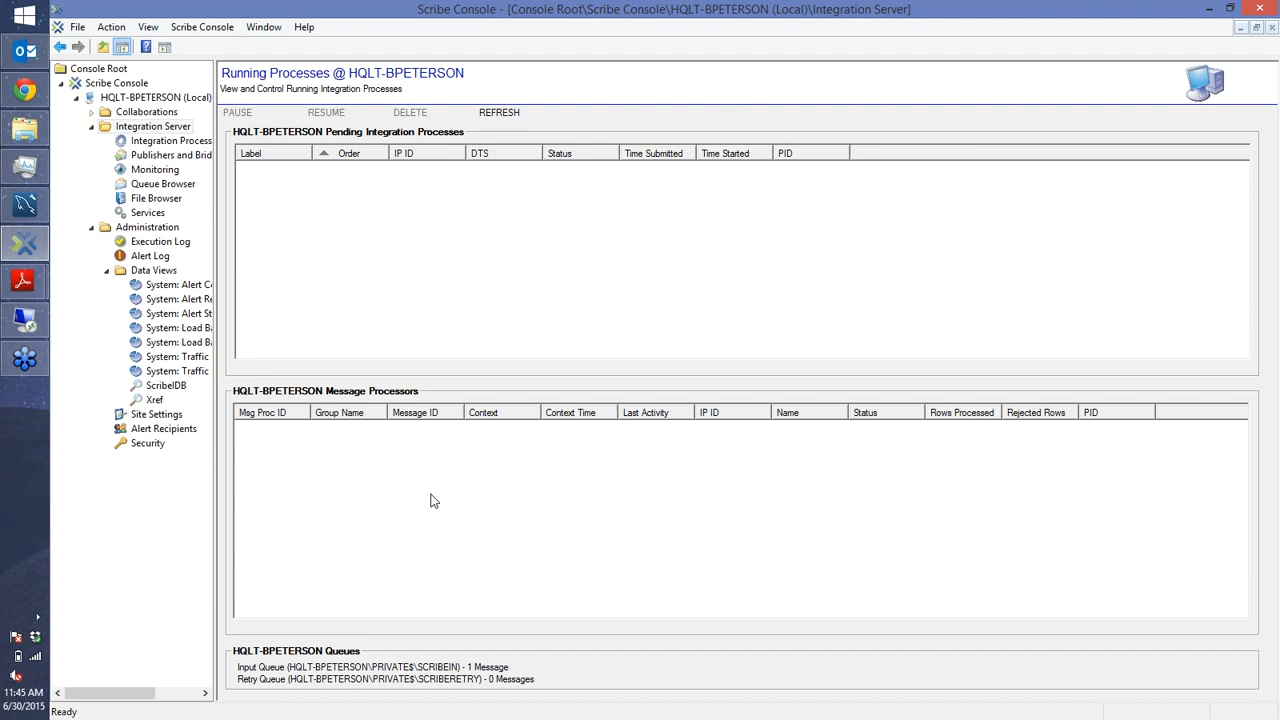 Scribe Console - [Console Root\Scribe Console\HQLT-BPETERSON (Local)\Integration Server]
File Action View Scribe Console Window Help
Console Root
Scribe Console
HQLT-BPETERSON (Local)
Collaborations
Integration Server
Integration Process
Publishers and Brid
Monitoring
Queue Browser
File Browser
Services
Administration
Execution Log
Alert Log
Data Views
System: Alert C
System: Alert Re
System: Alert St
System: Load Ba
System: Load Ba
System: Traffic
System: Traffic
ScribeIDB
Xref
Site Settings
Alert Recipients
Security
Running Processes @ HQLT-BPETERSON
View and Control Running Integration Processes
PAUSE RESUME DELETE REFRESH
HQLT-BPETERSON Pending Integration Processes
Label Order IP ID DTS Status Time Submitted Time Started PID
HQLT-BPETERSON Message Processors
Msg Proc ID Group Name Message ID Context Context Time Last Activity IP ID Name Status Rows Processed Rejected Rows PID
HQLT-BPETERSON Queues
Input Queue (HQLT-BPETERSON\PRIVATE$\SCRIBEIN) - 1 Message
Retry Queue (HQLT-BPETERSON\PRIVATE$\SCRIBERETRY) - 0 Messages
11:45 AM
6/30/2015
Ready